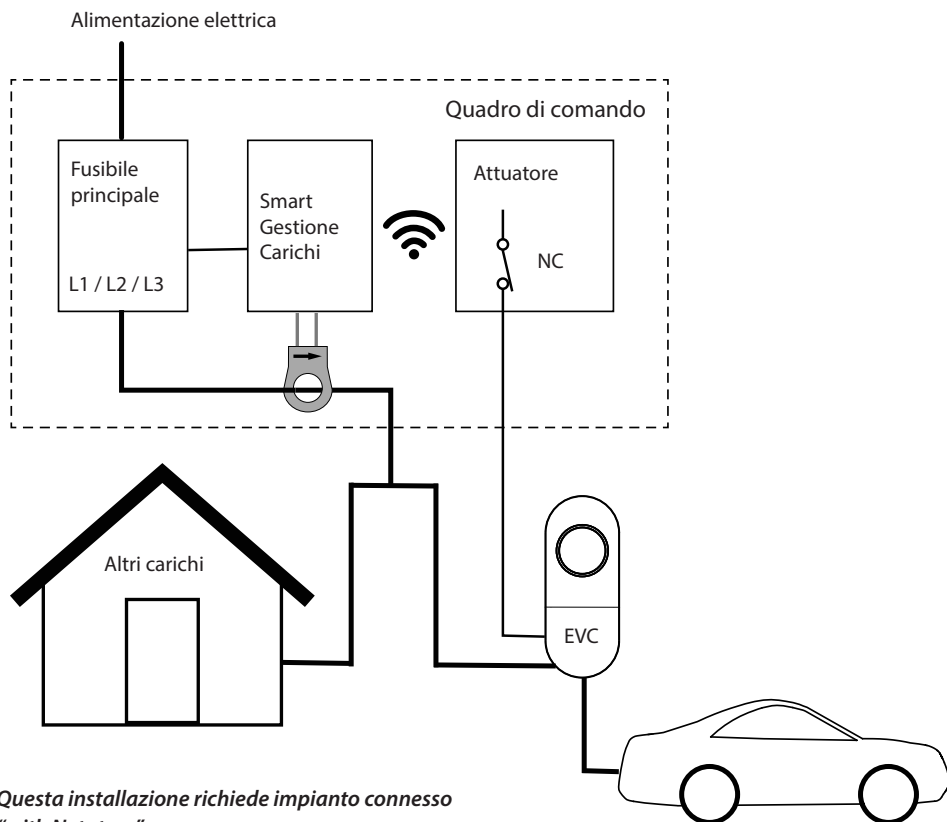 Alimentazione elettrica
Quadro di comando
Fusibile
principale
L1 / L2 / L3
Smart
Gestione
Carichi
Attuatore
NC
Altri carichi
EVC
Questa installazione richiede impianto connesso